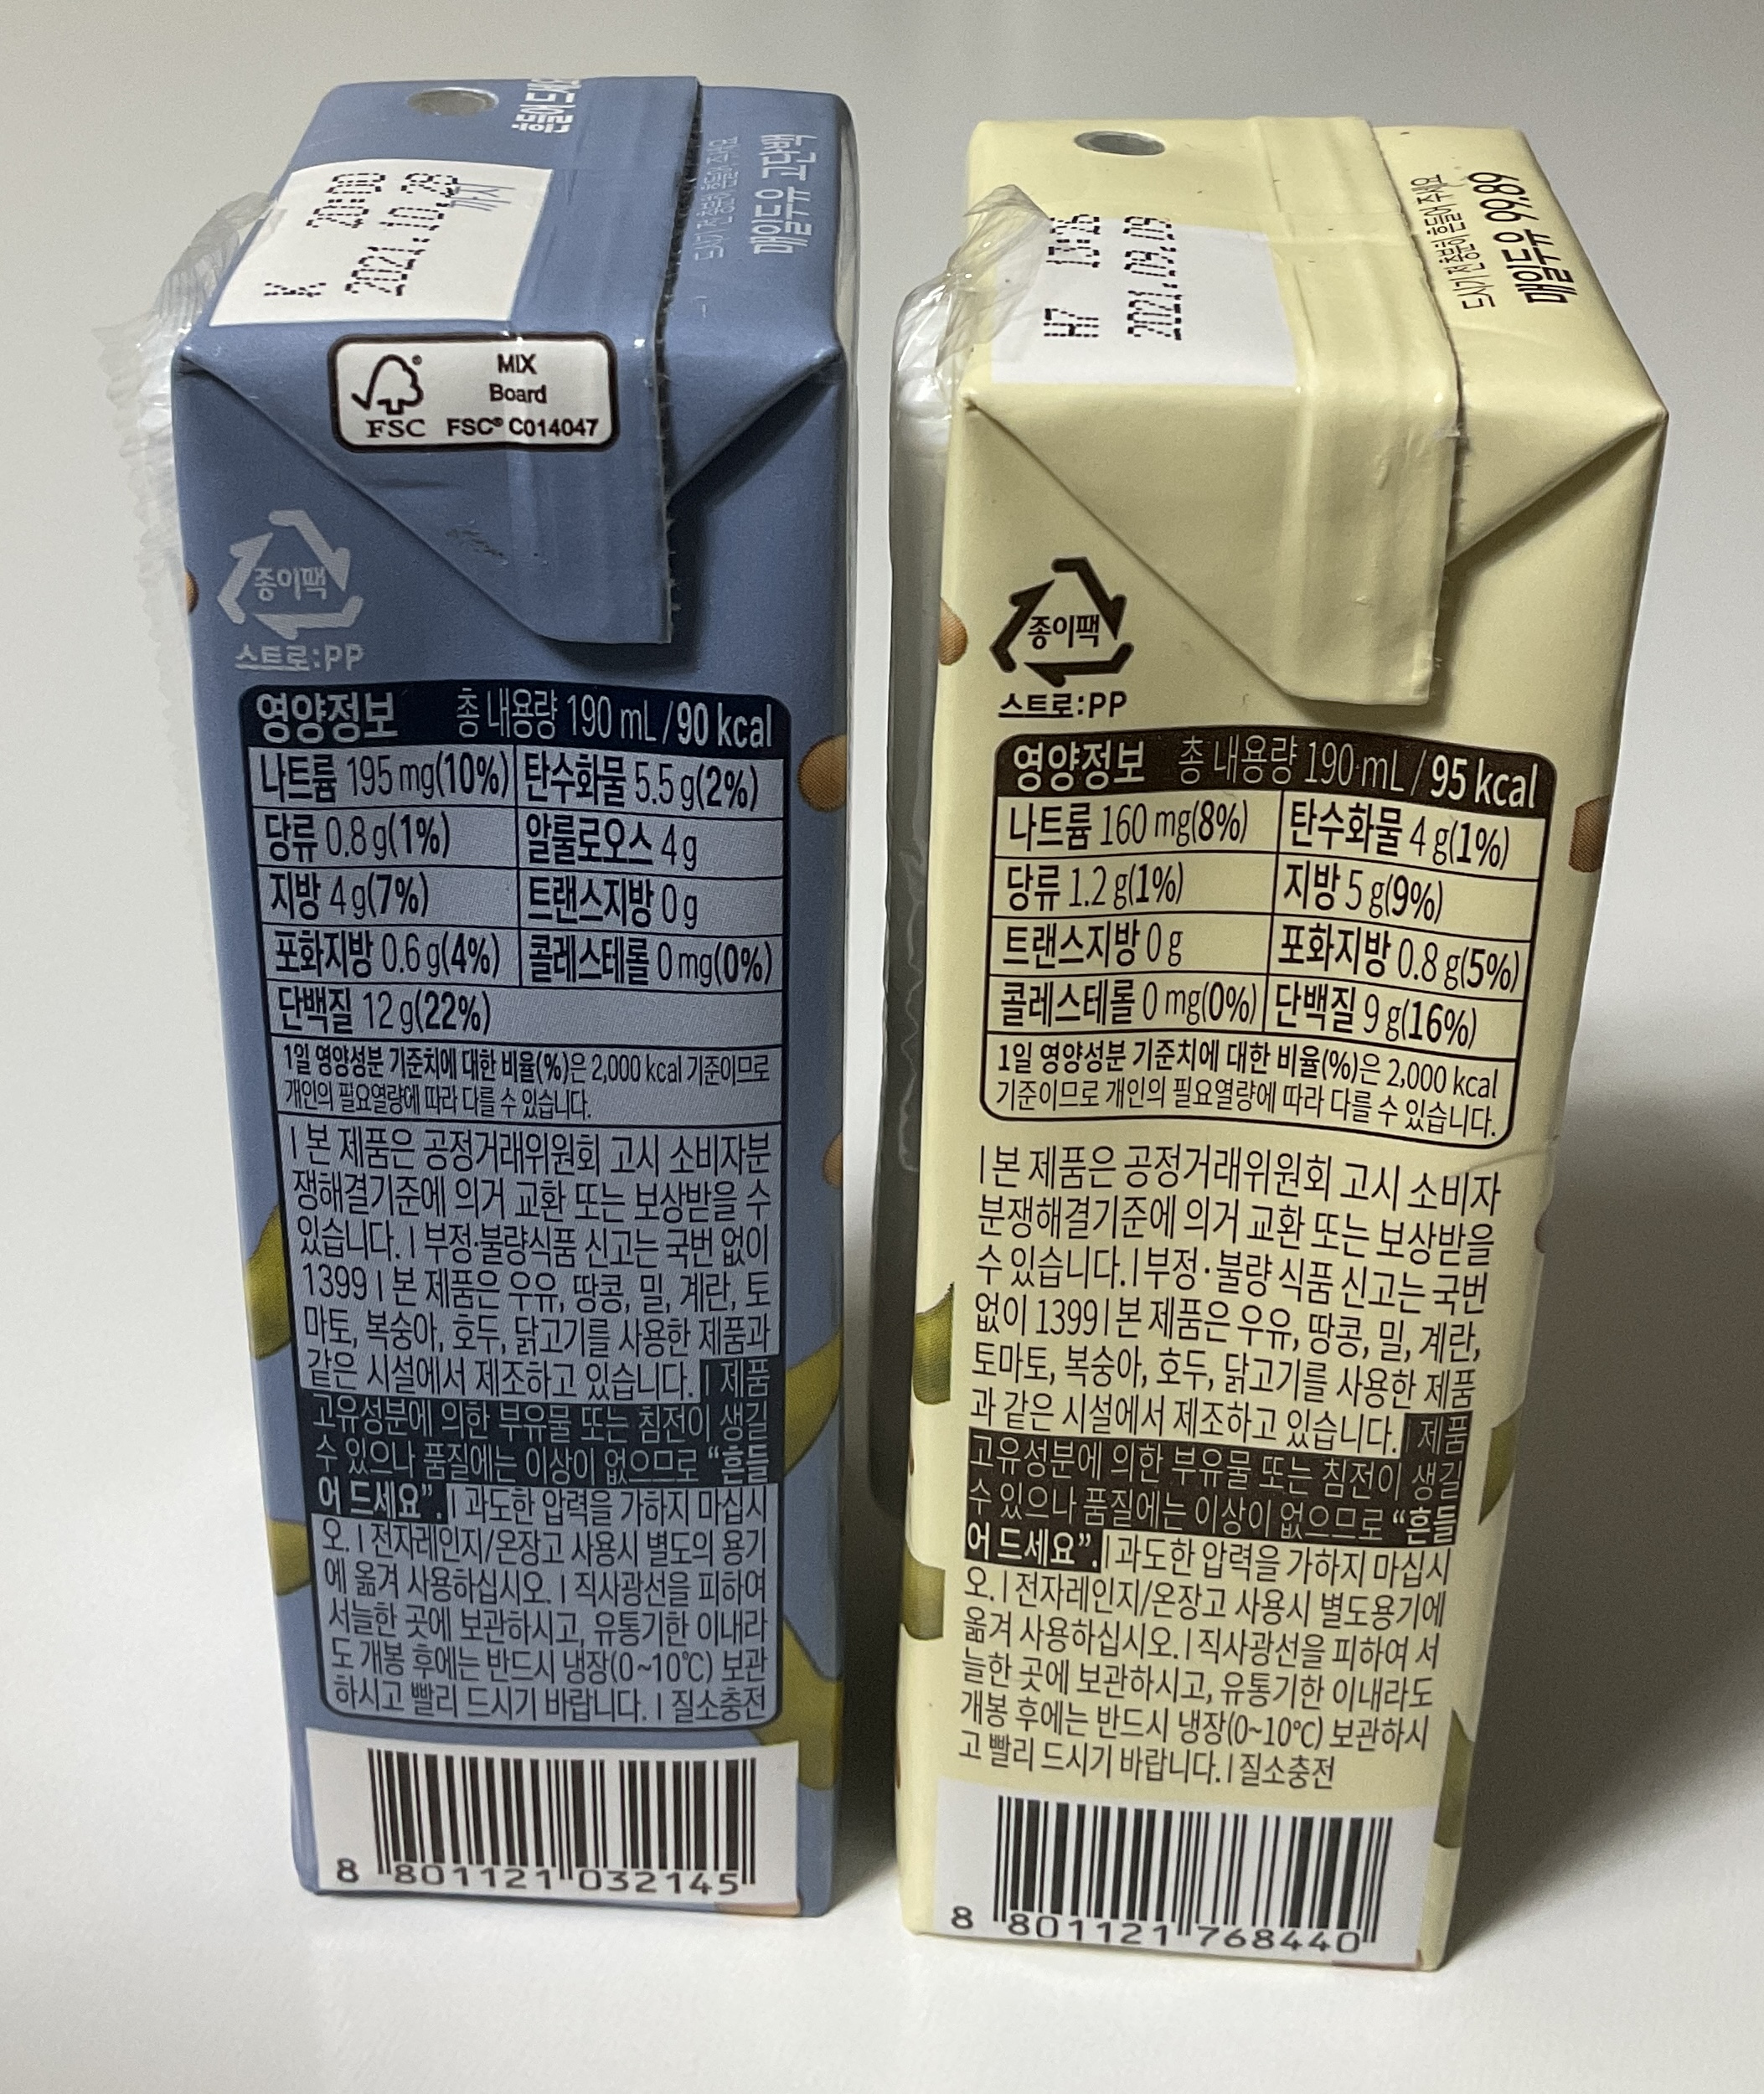 흔들어드세요
K 20:00
2021.10.28
까지
매일두유 고단백
MIX
Board
FSC FSC® C014047
종이팩
스트로:PP
영양정보 총 내용량 190 mL / 90 kcal
나트륨 195 mg(10%) 탄수화물 5.5 g(2%)
당류 0.8 g(1%) 알룰로오스 4 g
지방 4 g(7%) 트랜스지방 0 g
포화지방 0.6 g(4%) 콜레스테롤 0 mg(0%)
단백질 12 g(22%)
1일 영양성분 기준치에 대한 비율(%)은 2,000 kcal 기준이므로
개인의 필요열량에 따라 다를 수 있습니다.
| 본 제품은 공정거래위원회 고시 소비자분
쟁해결기준에 의거 교환 또는 보상받을 수
있습니다. | 부정·불량식품 신고는 국번 없이
1399 | 본 제품은 우유, 땅콩, 밀, 계란, 토
마토, 복숭아, 호두, 닭고기를 사용한 제품과
같은 시설에서 제조하고 있습니다. | 제품
고유성분에 의한 부유물 또는 침전이 생길
수 있으나 품질에는 이상이 없으므로 “흔들
어 드세요”. | 과도한 압력을 가하지 마십시
오. | 전자레인지/온장고 사용시 별도의 용기
에 옮겨 사용하십시오. | 직사광선을 피하여
서늘한 곳에 보관하시고, 유통기한 이내라
도 개봉 후에는 반드시 냉장(0~10℃) 보관
하시고 빨리 드시기 바랍니다. | 질소충전
8 801121 032145
H7
2021.09.09
드시기 전 충분히 흔들어 주세요
매일두유 99.89
종이팩
스트로:PP
영양정보 총 내용량 190 mL / 95 kcal
나트륨 160 mg(8%) 탄수화물 4 g(1%)
당류 1.2 g(1%) 지방 5 g(9%)
트랜스지방 0 g 포화지방 0.8 g(5%)
콜레스테롤 0 mg(0%) 단백질 9 g(16%)
1일 영양성분 기준치에 대한 비율(%)은 2,000 kcal
기준이므로 개인의 필요열량에 따라 다를 수 있습니다.
| 본 제품은 공정거래위원회 고시 소비자
분쟁해결기준에 의거 교환 또는 보상받을
수 있습니다. | 부정·불량 식품 신고는 국번
없이 1399 | 본 제품은 우유, 땅콩, 밀, 계란,
토마토, 복숭아, 호두, 닭고기를 사용한 제품
과 같은 시설에서 제조하고 있습니다. | 제품
고유성분에 의한 부유물 또는 침전이 생길
수 있으나 품질에는 이상이 없으므로 “흔들
어 드세요”. | 과도한 압력을 가하지 마십시
오. | 전자레인지/온장고 사용시 별도용기에
옮겨 사용하십시오. | 직사광선을 피하여 서
늘한 곳에 보관하시고, 유통기한 이내라도
개봉 후에는 반드시 냉장(0~10℃) 보관하시
고 빨리 드시기 바랍니다. | 질소충전
8 801121 768440